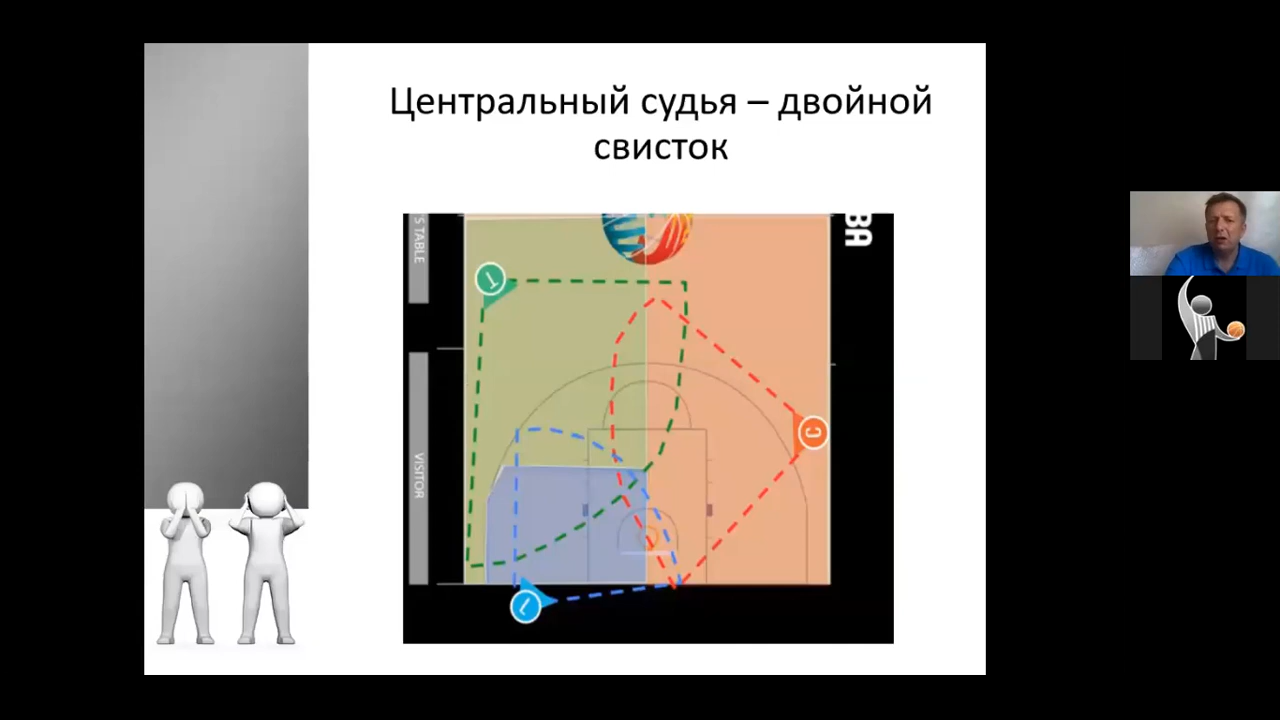 Центральный судья – двойной
свисток
S TABLE
BA
T
C
VISITOR
L